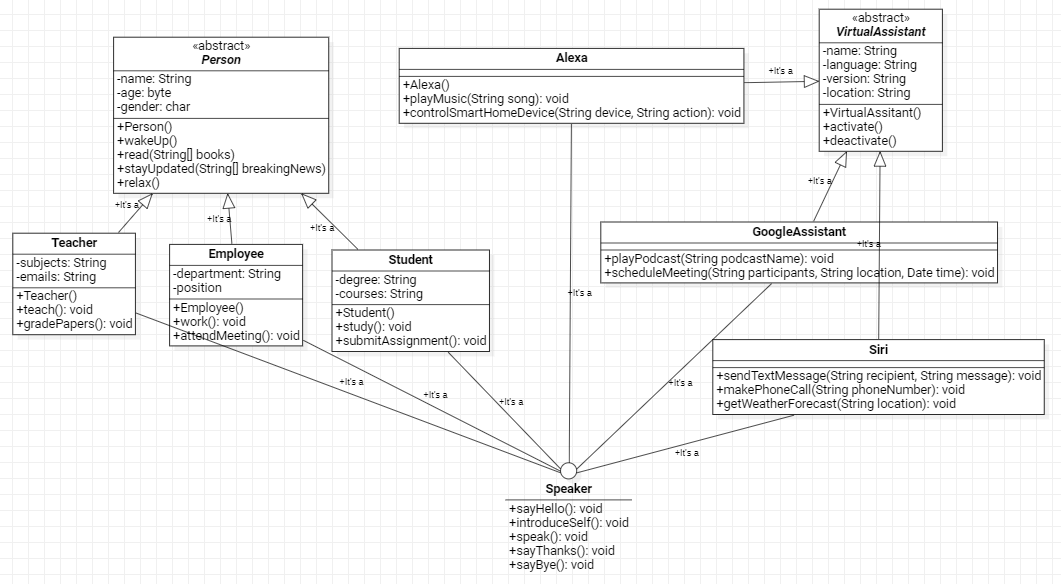 «abstract»
Person
-name: String
-age: byte
-gender: char
+Person()
+wakeUp()
+read(String[] books)
+stayUpdated(String[] breakingNews)
+relax()
Alexa
+Alexa()
+playMusic(String song): void
+controlSmartHomeDevice(String device, String action): void
+It's a
«abstract»
VirtualAssistant
-name: String
-language: String
-version: String
-location: String
+VirtualAssitant()
+activate()
+deactivate()
+It's a
+It's a
+It's a
+It's a
+It's a
Teacher
-subjects: String
-emails: String
+Teacher()
+teach(): void
+gradePapers(): void
Employee
-department: String
-position
+Employee()
+work(): void
+attendMeeting(): void
Student
-degree: String
-courses: String
+Student()
+study(): void
+submitAssignment(): void
GoogleAssistant
+playPodcast(String podcastName): void
+scheduleMeeting(String participants, String location, Date time): void
+It's a
Siri
+sendTextMessage(String recipient, String message): void
+makePhoneCall(String phoneNumber): void
+getWeatherForecast(String location): void
+It's a
+It's a
+It's a
+It's a
+It's a
Speaker
+sayHello(): void
+introduceSelf(): void
+speak(): void
+sayThanks(): void
+sayBye(): void